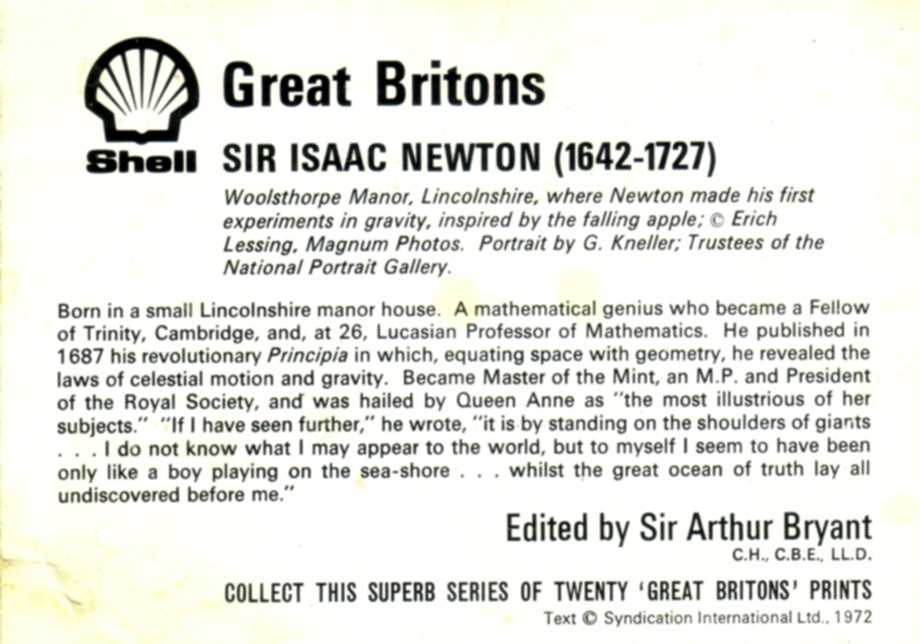 Great Britons
Shell
SIR ISAAC NEWTON (1642-1727)
Woolsthorpe Manor, Lincolnshire, where Newton made his first
experiments in gravity, inspired by the falling apple; © Erich
Lessing, Magnum Photos. Portrait by G. Kneller; Trustees of the
National Portrait Gallery.
Born in a small Lincolnshire manor house. A mathematical genius who became a Fellow
of Trinity, Cambridge, and, at 26, Lucasian Professor of Mathematics. He published in
1687 his revolutionary Principia in which, equating space with geometry, he revealed the
laws of celestial motion and gravity. Became Master of the Mint, an M.P. and President
of the Royal Society, and was hailed by Queen Anne as "the most illustrious of her
subjects." "If I have seen further," he wrote, "it is by standing on the shoulders of giants
. . . I do not know what I may appear to the world, but to myself I seem to have been
only like a boy playing on the sea-shore . . . whilst the great ocean of truth lay all
undiscovered before me."
Edited by Sir Arthur Bryant
C.H., C.B.E., LL.D.
COLLECT THIS SUPERB SERIES OF TWENTY 'GREAT BRITONS' PRINTS
Text © Syndication International Ltd., 1972